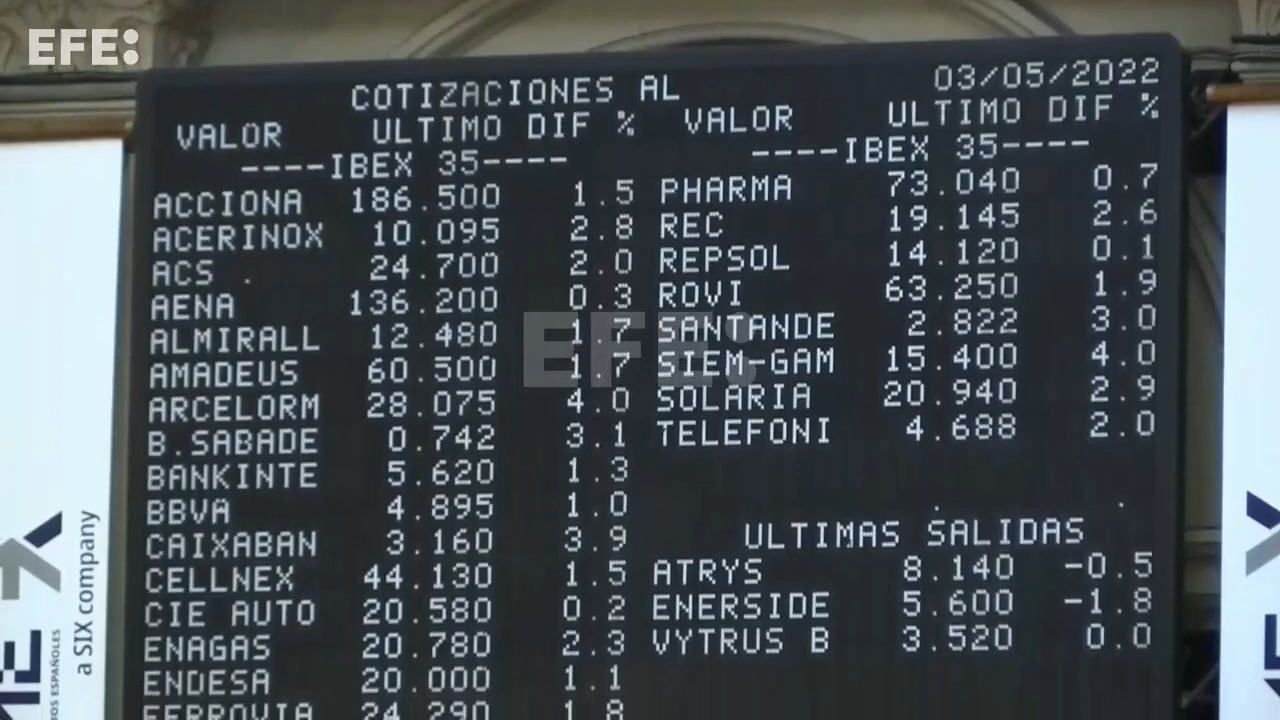 EFE:
COTIZACIONES AL 03/05/2022
VALOR ULTIMO DIF % VALOR ULTIMO DIF %
----IBEX 35---- ----IBEX 35----
ACCIONA 186.500 1.5 PHARMA 73.040 0.7
ACERINOX 10.095 2.8 REC 19.145 2.6
ACS . 24.700 2.0 REPSOL 14.120 0.1
AENA 136.200 0.3 ROVI 63.250 1.9
ALMIRALL 12.480 1.7 SANTANDE 2.822 3.0
AMADEUS 60.500 1.7 SIEM-GAM 15.400 4.0
ARCELORM 28.075 4.0 SOLARIA 20.940 2.9
B.SABADE 0.742 3.1 TELEFONI 4.688 2.0
BANKINTE 5.620 1.3
BBVA 4.895 1.0
CAIXABAN 3.160 3.9 ULTIMAS SALIDAS
CELLNEX 44.130 1.5 ATRYS 8.140 -0.5
CIE AUTO 20.580 0.2 ENERSIDE 5.600 -1.8
ENAGAS 20.780 2.3 VYTRUS B 3.520 0.0
ENDESA 20.000 1.1
FERROVIA 24.290 1.8
EFE:
a SIX company
ESPAÑOLES